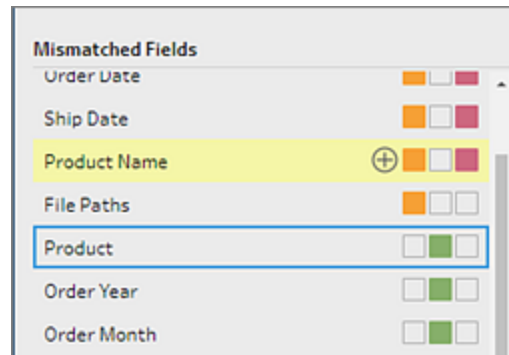 Mismatched Fields
Order Date
Ship Date
Product Name
File Paths
Product
Order Year
Order Month